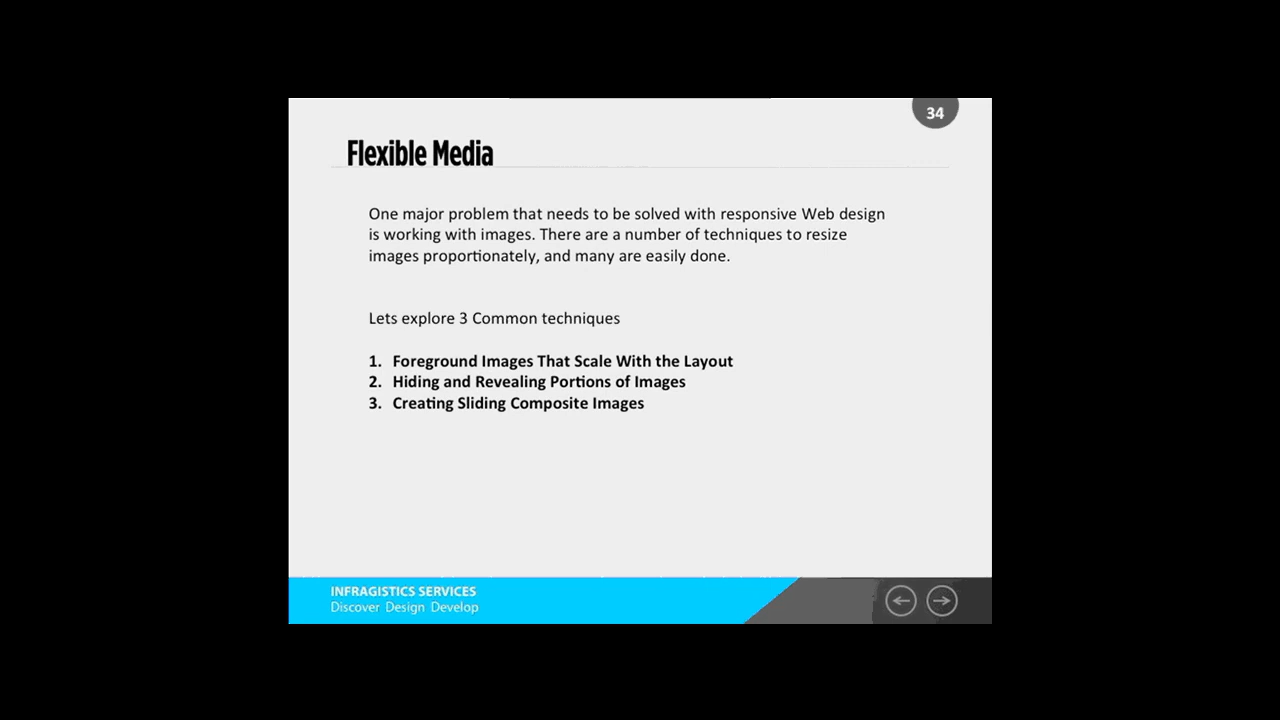 34
Flexible Media
One major problem that needs to be solved with responsive Web design
is working with images. There are a number of techniques to resize
images proportionately, and many are easily done.
Lets explore 3 Common techniques
1. Foreground Images That Scale With the Layout
2. Hiding and Revealing Portions of Images
3. Creating Sliding Composite Images
INFRAGISTICS SERVICES
Discover Design Develop